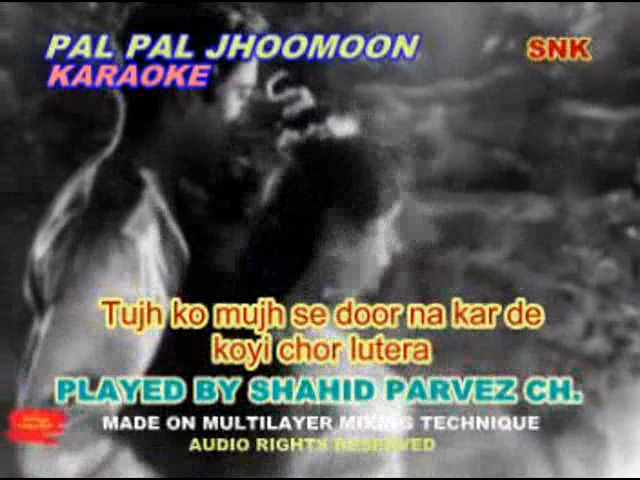 PAL PAL JHOOMOON
SNK
KARAOKE
Tujh ko mujh se door na kar de
koyi chor lutera
PLAYED BY SHAHID PARVEZ CH.
MADE ON MULTILAYER MIXING TECHNIQUE
AUDIO RIGHTS RESERVED